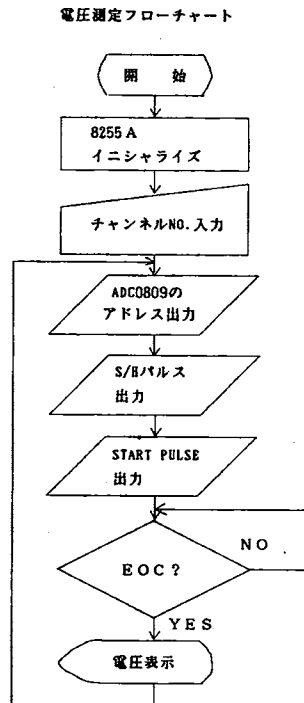 電圧測定フローチャート
開 始
8255A
イニシャライズ
チャンネルNO.入力
ADC0809の
アドレス出力
S/Hパルス
出力
START PULSE
出力
EOC?
NO
YES
電圧表示